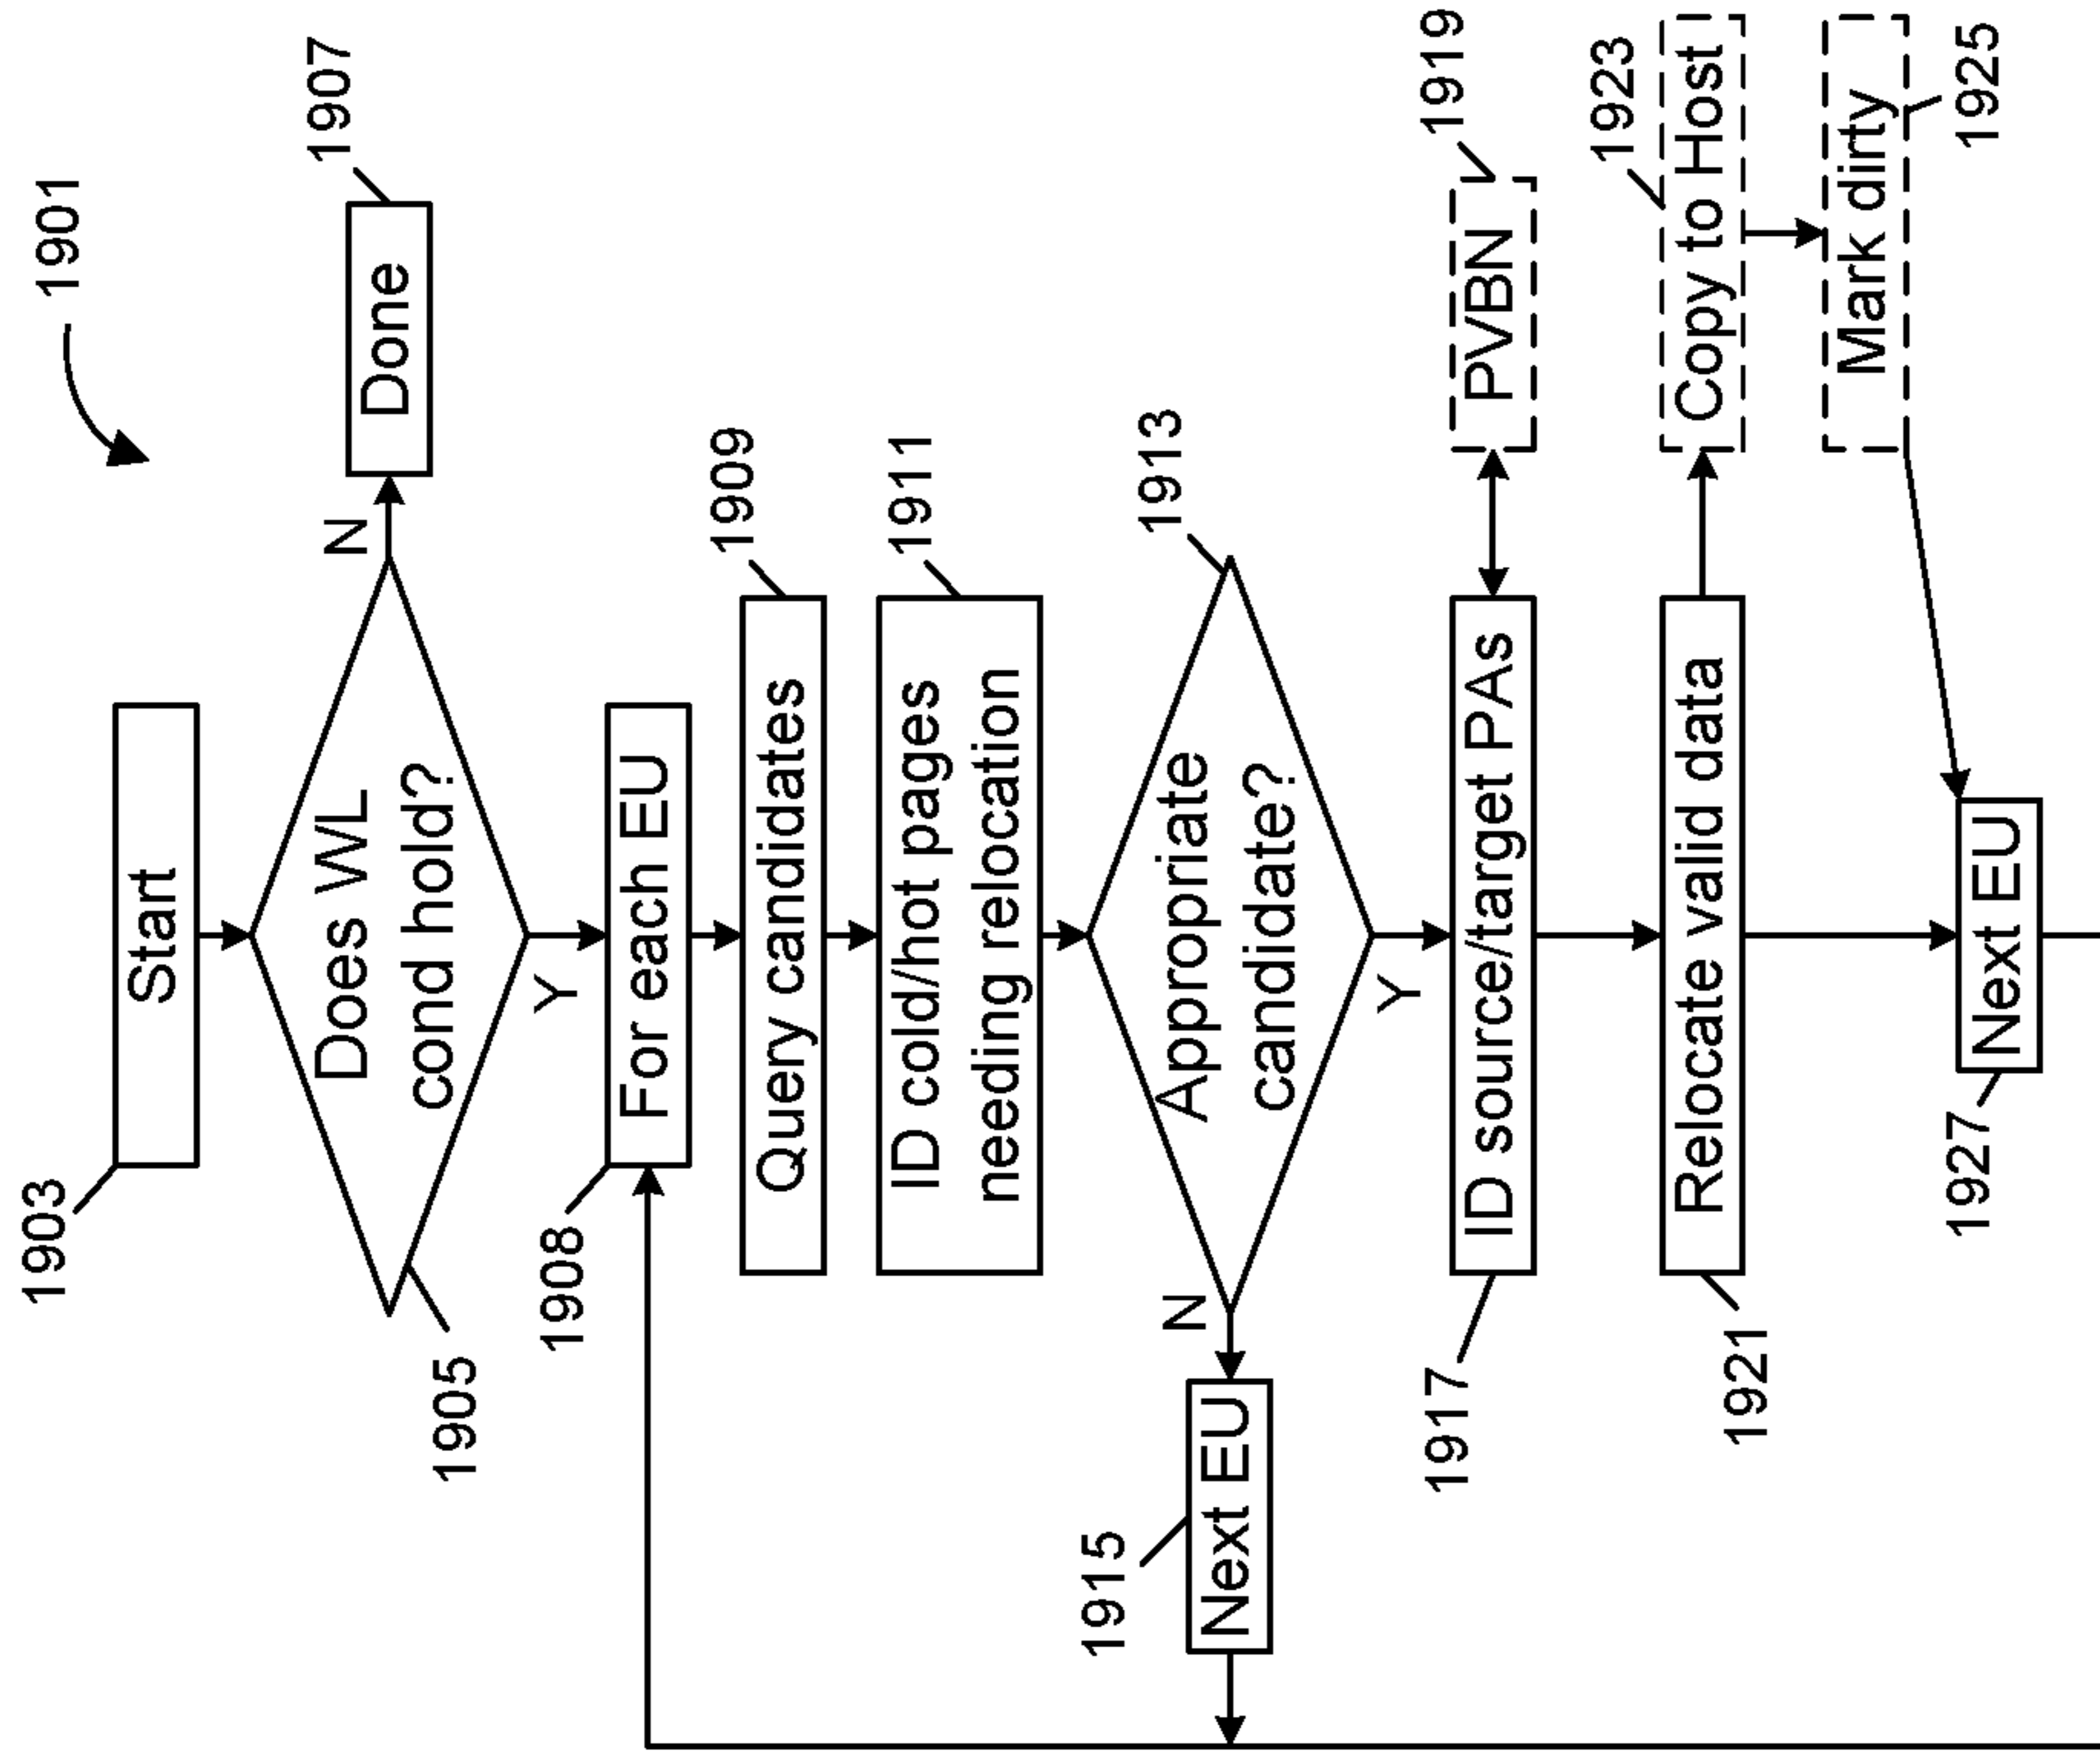 1901
1903
Start
1905
Does WL
cond hold?
N
Done
1907
Y
1908
For each EU
1909
Query candidates
1911
ID cold/hot pages
needing relocation
1913
Appropriate
candidate?
N
Next EU
1915
Y
1917
ID source/target PAs
PVBN
1919
1921
Relocate valid data
Copy to Host
1923
Mark dirty
1925
1927
Next EU